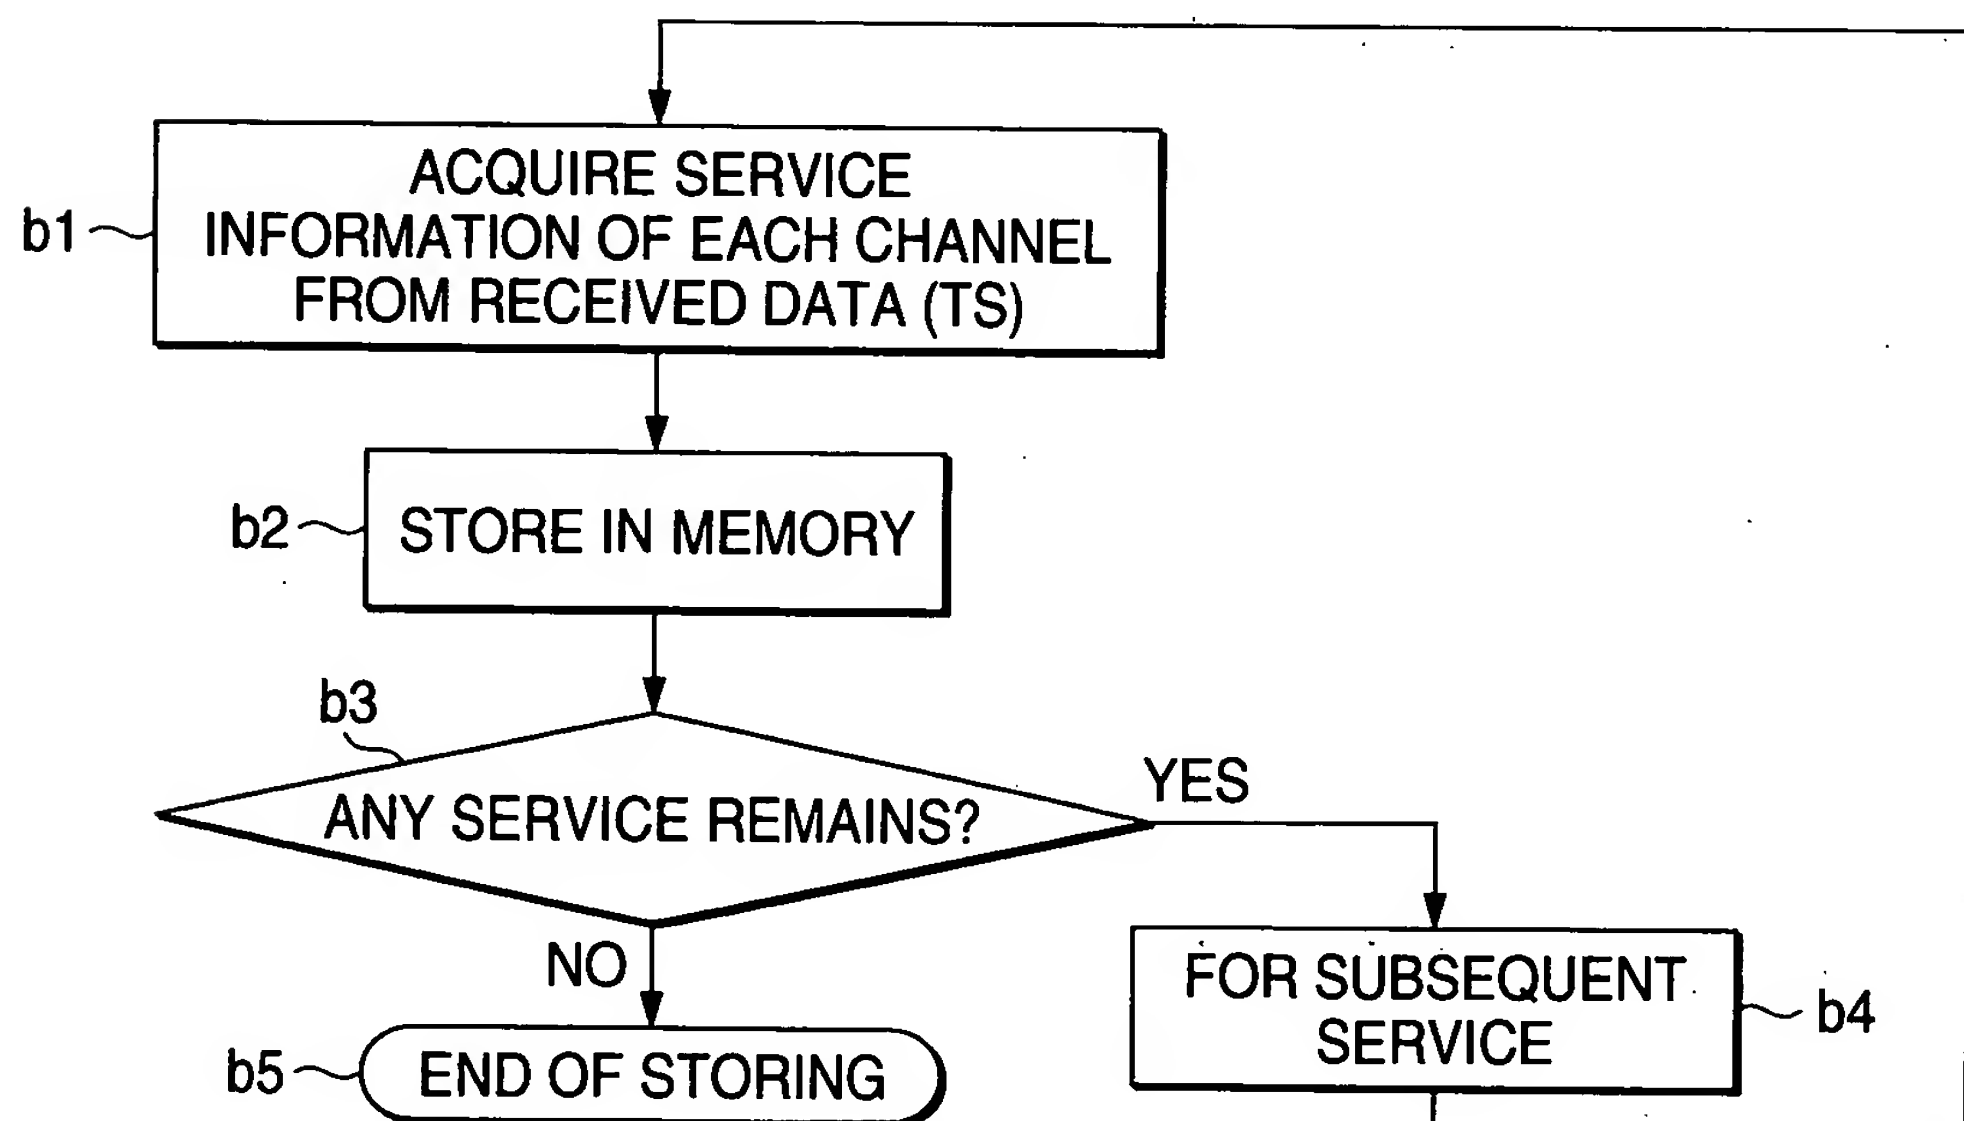 b1
ACQUIRE SERVICE
INFORMATION OF EACH CHANNEL
FROM RECEIVED DATA (TS)
b2
STORE IN MEMORY
b3
ANY SERVICE REMAINS?
YES
NO
FOR SUBSEQUENT
SERVICE
b4
b5
END OF STORING